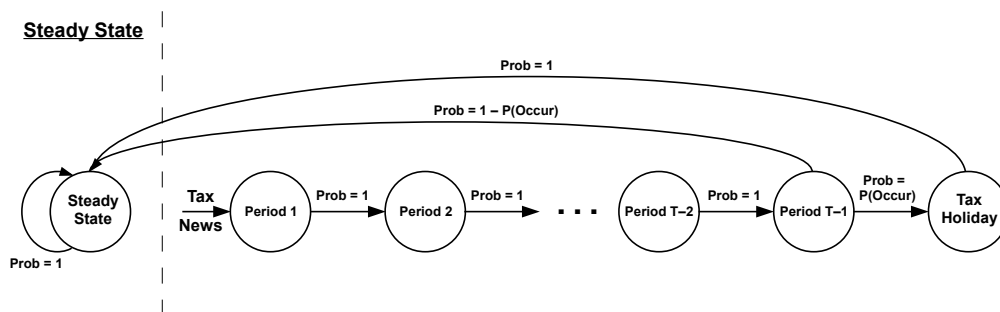 Steady State
Prob = 1
Prob = 1 – P(Occur)
Steady
State
Prob = 1
Tax
News
Period 1
Prob = 1
Period 2
Prob = 1
. . .
Period T–2
Prob = 1
Period T–1
Prob =
P(Occur)
Tax
Holiday